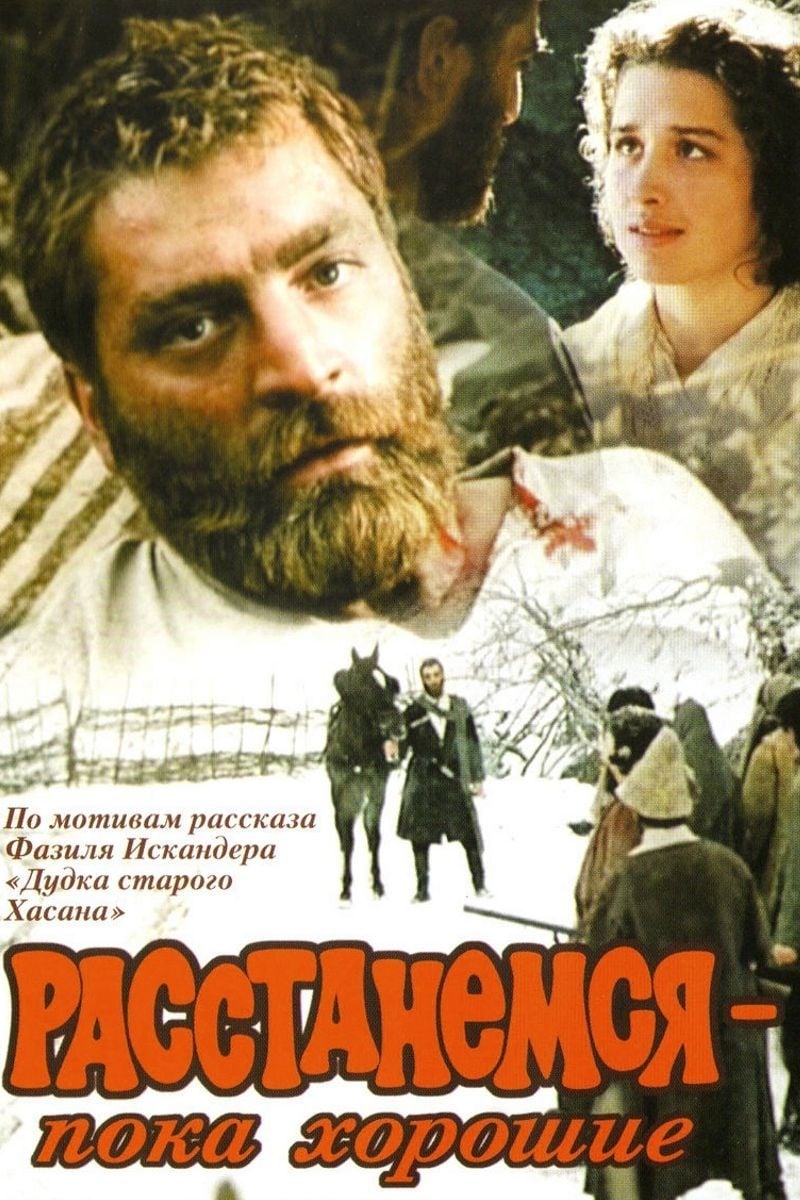 По мотивам рассказа
Фазиля Искандера
«Дудка старого
Хасана»
Расстанемся -
пока хорошие